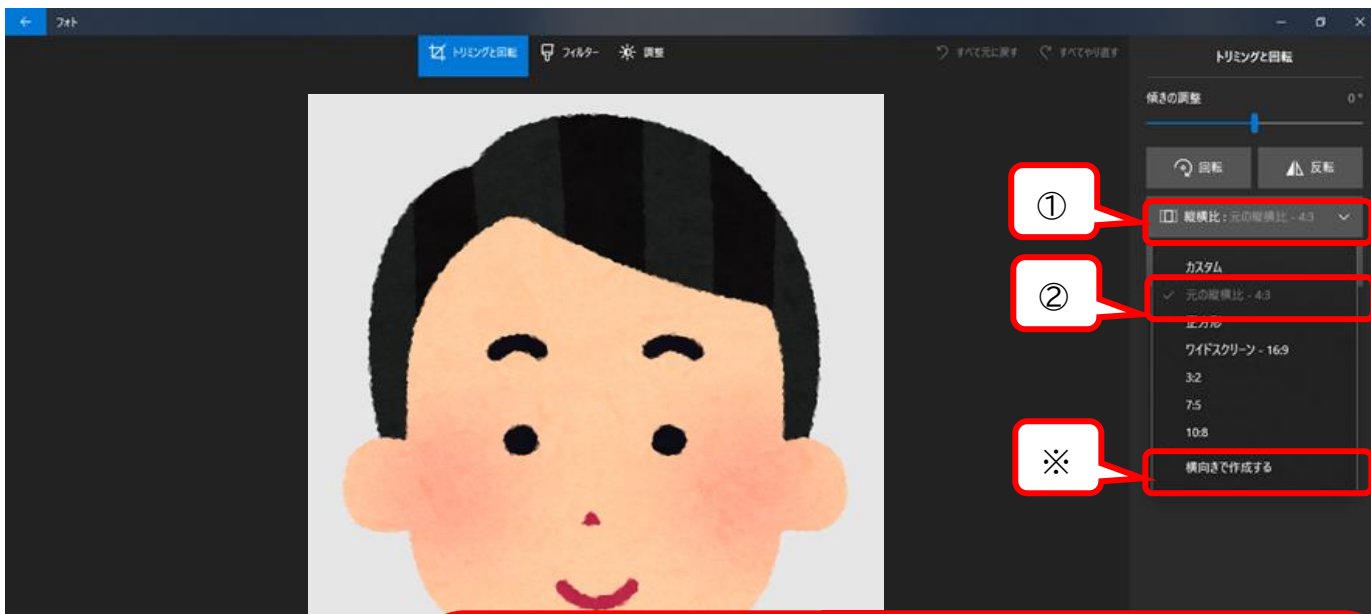 フォト
トリミングと回転 フィルター 調整 すべて元に戻す すべてやり直す
トリミングと回転
傾きの調整 0°
回転 反転
① 縦横比: 元の縦横比 - 4:3
カスタム
② 元の縦横比 - 4:3
正方形
ワイドスクリーン - 16:9
3:2
7:5
10:8
※ 横向きで作成する